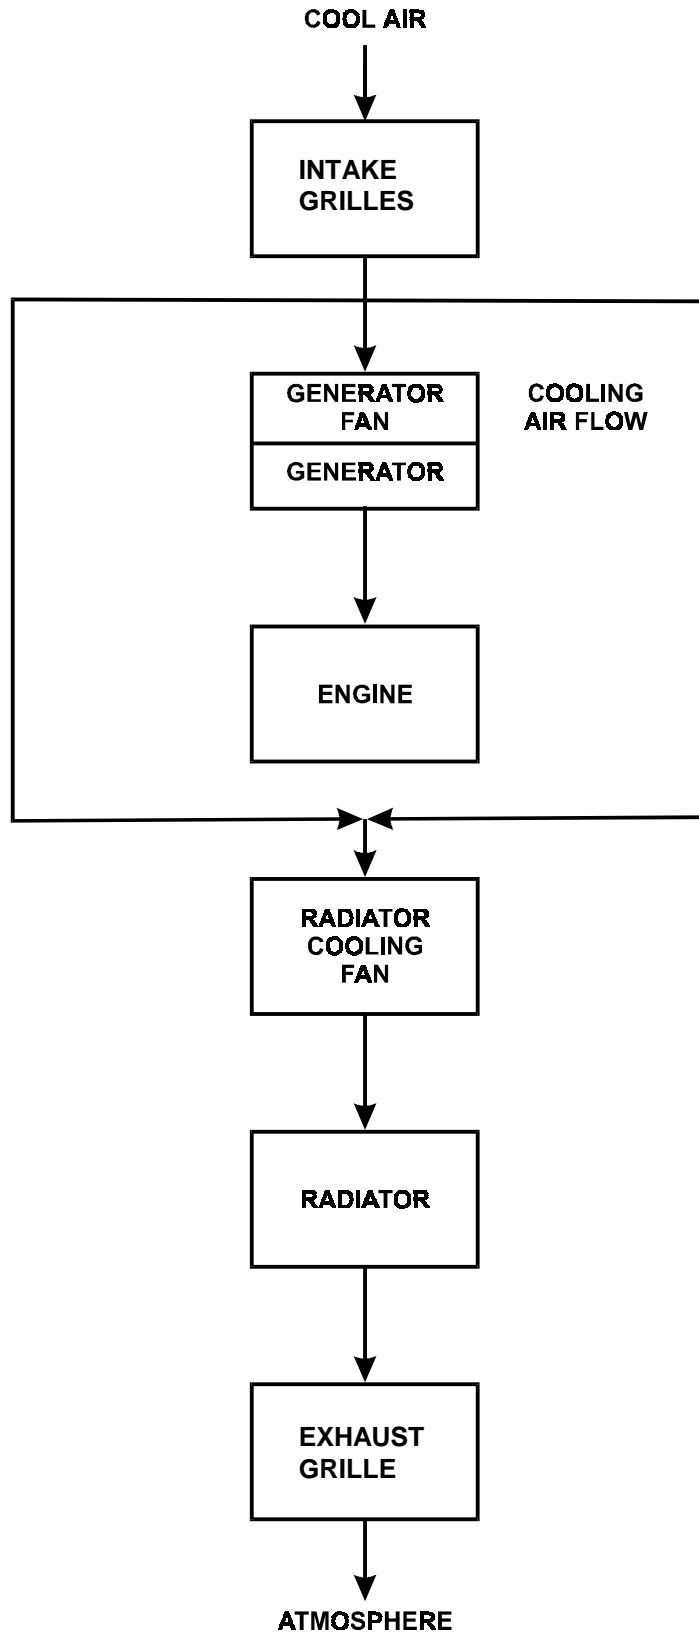 COOL AIR
INTAKE
GRILLES
GENERATOR
FAN
COOLING
AIR FLOW
GENERATOR
ENGINE
RADIATOR
COOLING
FAN
RADIATOR
EXHAUST
GRILLE
ATMOSPHERE